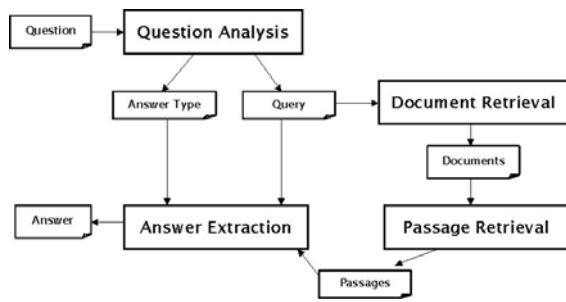 Question
Question Analysis
Answer Type
Query
Document Retrieval
Documents
Answer
Answer Extraction
Passage Retrieval
Passages